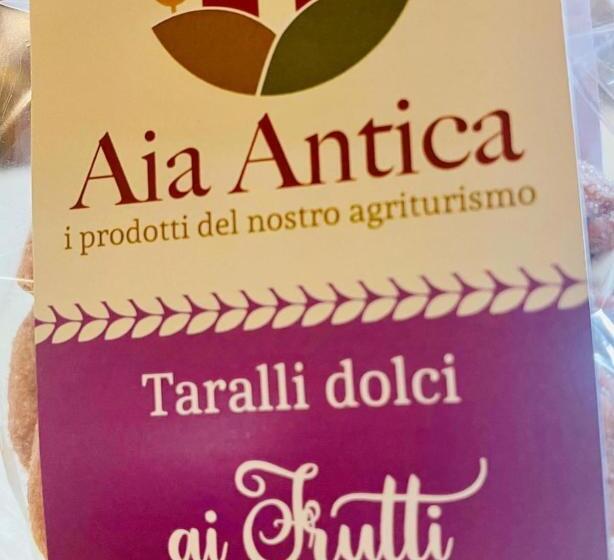 Aia Antica
i prodotti del nostro agriturismo
Taralli dolci
ai Frutti